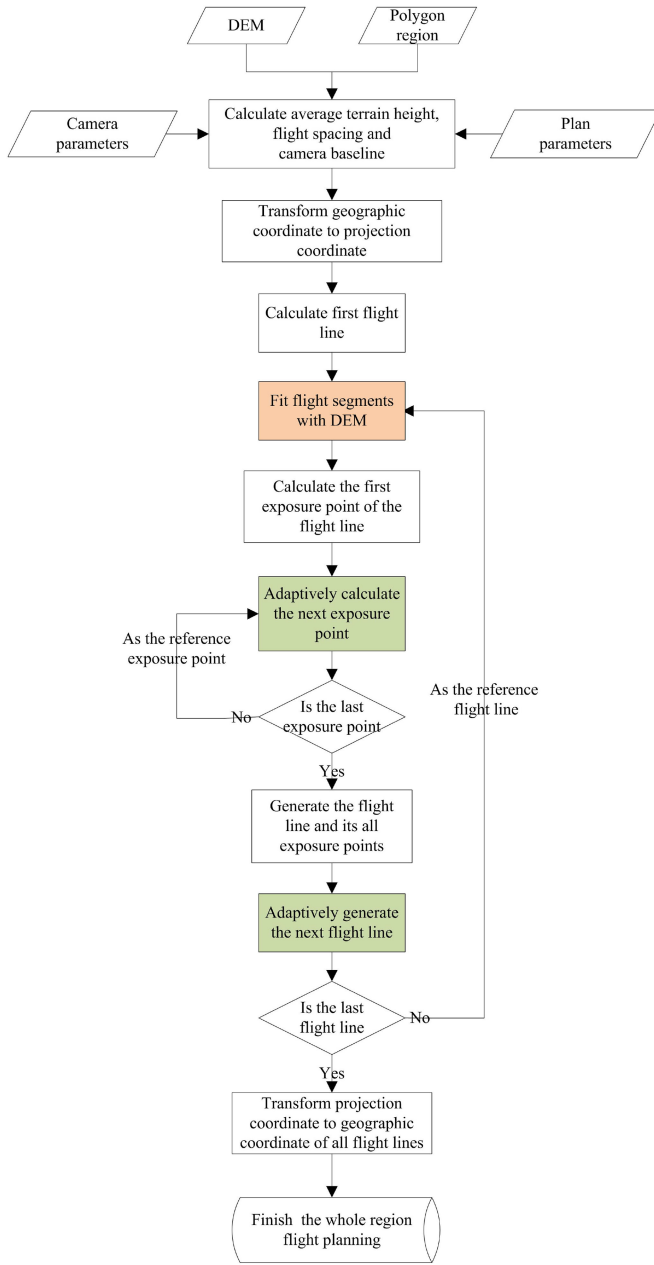 DEM
Polygon
region
Camera
parameters
Calculate average terrain height,
flight spacing and
camera baseline
Plan
parameters
Transform geographic
coordinate to projection
coordinate
Calculate first flight
line
Fit flight segments
with DEM
Calculate the first
exposure point of the
flight line
Adaptively calculate
the next exposure
point
As the reference
exposure point
Is the last
exposure point
No
Yes
As the reference
flight line
Generate the flight
line and its all
exposure points
Adaptively generate
the next flight line
Is the last
flight line
No
Yes
Transform projection
coordinate to geographic
coordinate of all flight lines
Finish the whole region
flight planning